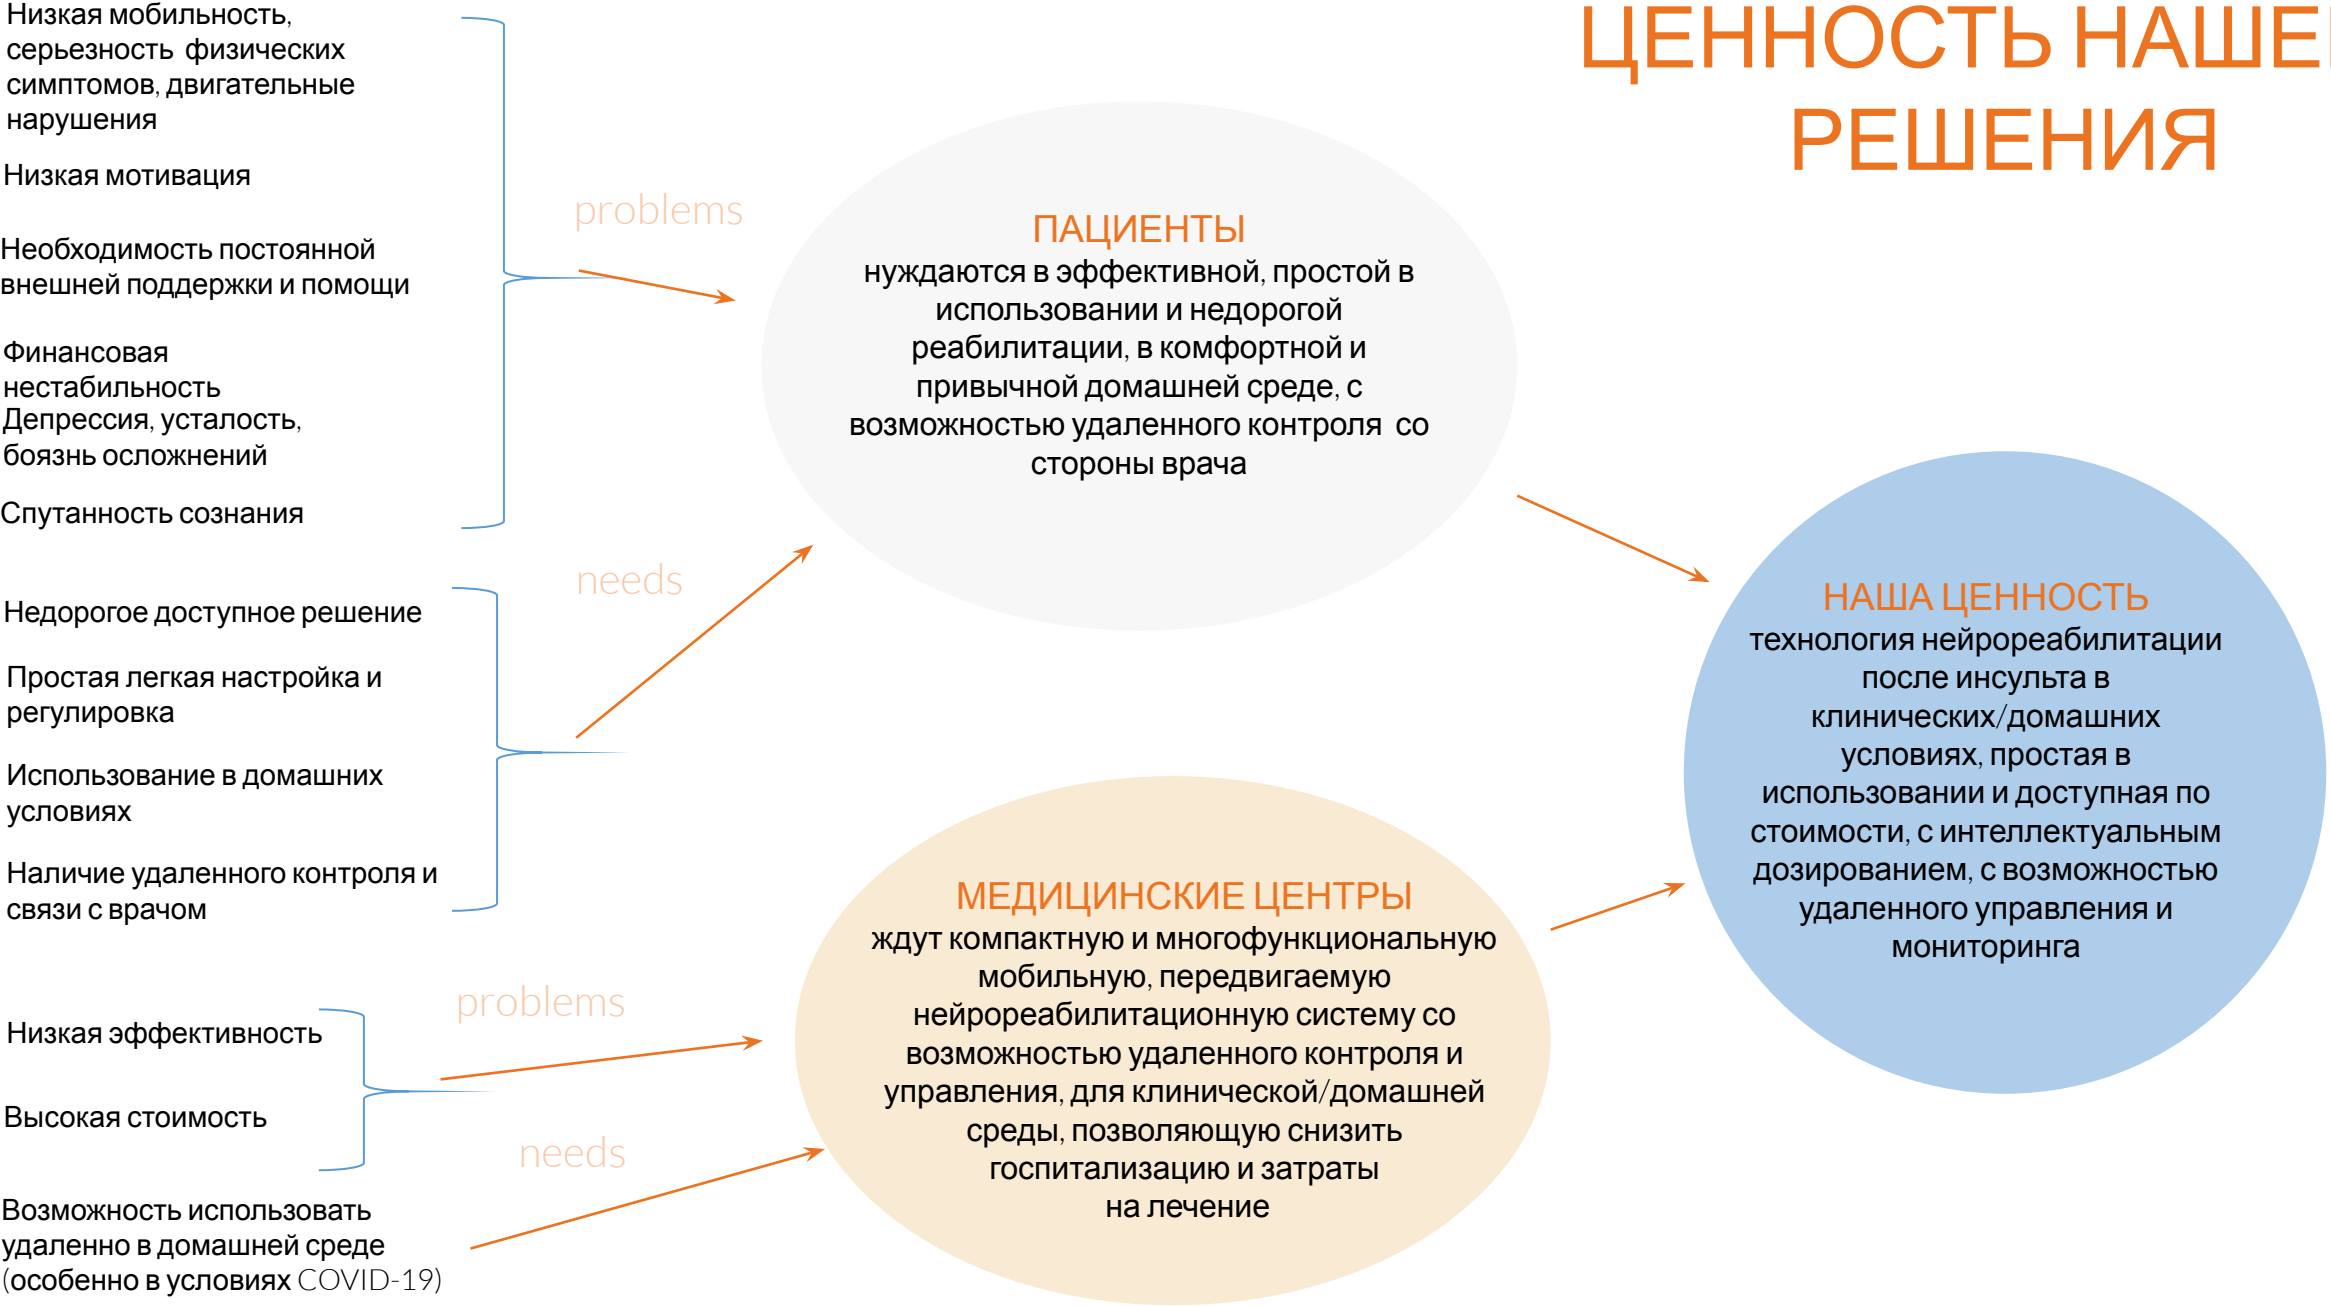 ЦЕННОСТЬ НАШЕ
РЕШЕНИЯ
Низкая мобильность,
серьезность физических
симптомов, двигательные
нарушения
Низкая мотивация
Необходимость постоянной
внешней поддержки и помощи
Финансовая
нестабильность
Депрессия, усталость,
боязнь осложнений
Спутанность сознания
problems
Недорогое доступное решение
Простая легкая настройка и
регулировка
Использование в домашних
условиях
Наличие удаленного контроля и
связи с врачом
needs
ПАЦИЕНТЫ
нуждаются в эффективной, простой в
использовании и недорогой
реабилитации, в комфортной и
привычной домашней среде, с
возможностью удаленного контроля со
стороны врача
Низкая эффективность
Высокая стоимость
problems
Возможность использовать
удаленно в домашней среде
(особенно в условиях COVID-19)
needs
МЕДИЦИНСКИЕ ЦЕНТРЫ
ждут компактную и многофункциональную
мобильную, передвигаемую
нейрореабилитационную систему со
возможностью удаленного контроля и
управления, для клинической/домашней
среды, позволяющую снизить
госпитализацию и затраты
на лечение
НАША ЦЕННОСТЬ
технология нейрореабилитации
после инсульта в
клинических/домашних
условиях, простая в
использовании и доступная по
стоимости, с интеллектуальным
дозированием, с возможностью
удаленного управления и
мониторинга